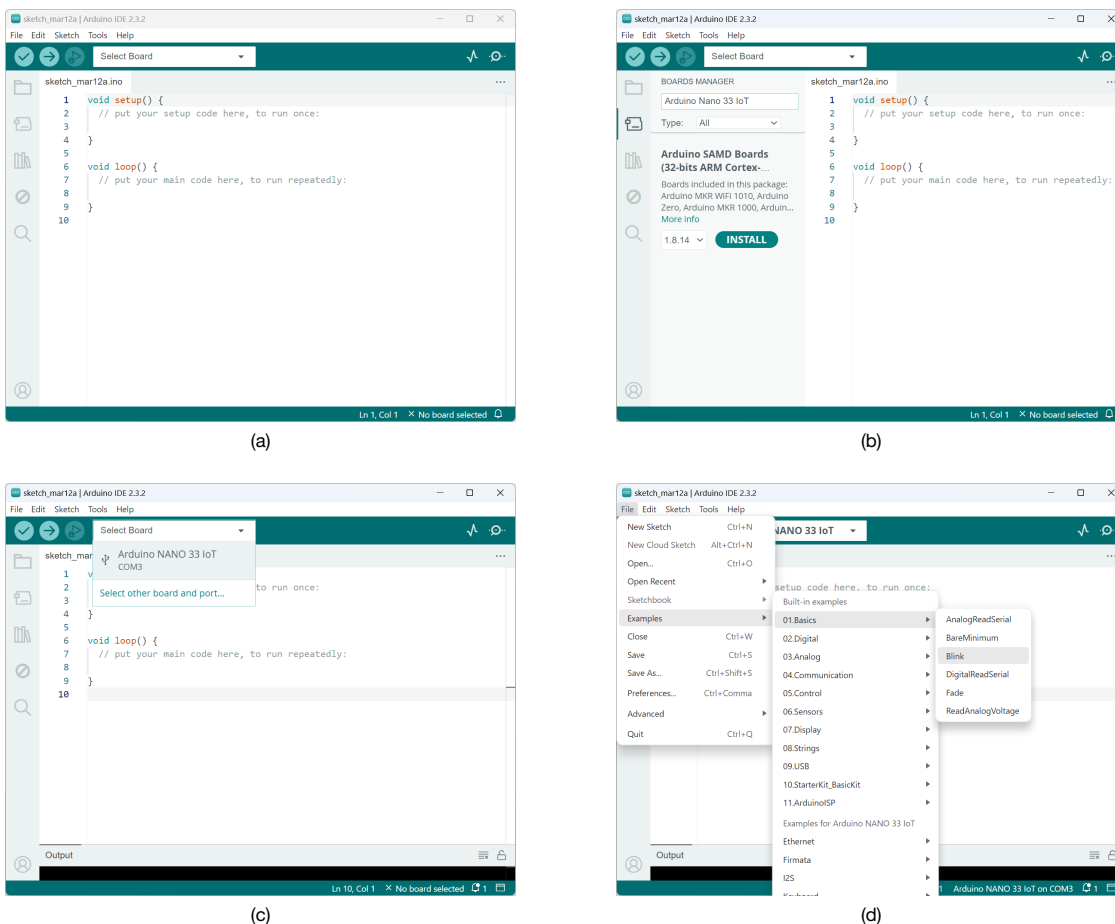 sketch_mar12a | Arduino IDE 2.3.2
File Edit Sketch Tools Help
Select Board
sketch_mar12a.ino
1 void setup() {
2 // put your setup code here, to run once:
3
4 }
5
6 void loop() {
7 // put your main code here, to run repeatedly:
8
9 }
10
Ln 1, Col 1 × No board selected
(a)
sketch_mar12a | Arduino IDE 2.3.2
File Edit Sketch Tools Help
Select Board
BOARDS MANAGER
Arduino Nano 33 IoT
Type: All
Arduino SAMD Boards
(32-bits ARM Cortex-...
Boards included in this package:
Arduino MKR WiFi 1010, Arduino
Zero, Arduino MKR 1000, Arduin...
More info
1.8.14 INSTALL
sketch_mar12a.ino
1 void setup() {
2 // put your setup code here, to run once:
3
4 }
5
6 void loop() {
7 // put your main code here, to run repeatedly:
8
9 }
10
Ln 1, Col 1 × No board selected
(b)
sketch_mar12a | Arduino IDE 2.3.2
File Edit Sketch Tools Help
Select Board
Arduino NANO 33 IoT
COM3
Select other board and port...
sketch_mar
1 v
2 to run once:
3
4 }
5
6 void loop() {
7 // put your main code here, to run repeatedly:
8
9 }
10
Output
Ln 10, Col 1 × No board selected 1
(c)
sketch_mar12a | Arduino IDE 2.3.2
File Edit Sketch Tools Help
NANO 33 IoT
setup code here, to run once:
New Sketch Ctrl+N
New Cloud Sketch Alt+Ctrl+N
Open... Ctrl+O
Open Recent
Sketchbook
Examples
Close Ctrl+W
Save Ctrl+S
Save As... Ctrl+Shift+S
Preferences... Ctrl+Comma
Advanced
Quit Ctrl+Q
Built-in examples
01.Basics
02.Digital
03.Analog
04.Communication
05.Control
06.Sensors
07.Display
08.Strings
09.USB
10.StarterKit_BasicKit
11.ArduinoISP
Examples for Arduino NANO 33 IoT
Ethernet
Firmata
I2S
AnalogReadSerial
BareMinimum
Blink
DigitalReadSerial
Fade
ReadAnalogVoltage
Output
1 Arduino NANO 33 IoT on COM3 1
(d)